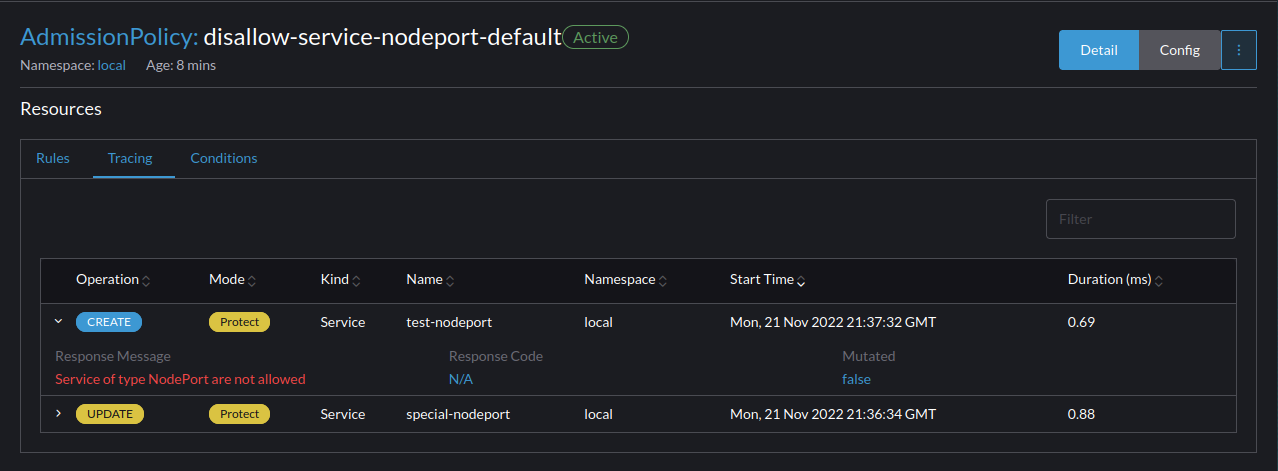 AdmissionPolicy: disallow-service-nodeport-default Active
Detail Config
Namespace: local Age: 8 mins
Resources
Rules Tracing Conditions
Filter
Operation Mode Kind Name Namespace Start Time Duration (ms)
CREATE Protect Service test-nodeport local Mon, 21 Nov 2022 21:37:32 GMT 0.69
Response Message Response Code Mutated
Service of type NodePort are not allowed N/A false
UPDATE Protect Service special-nodeport local Mon, 21 Nov 2022 21:36:34 GMT 0.88